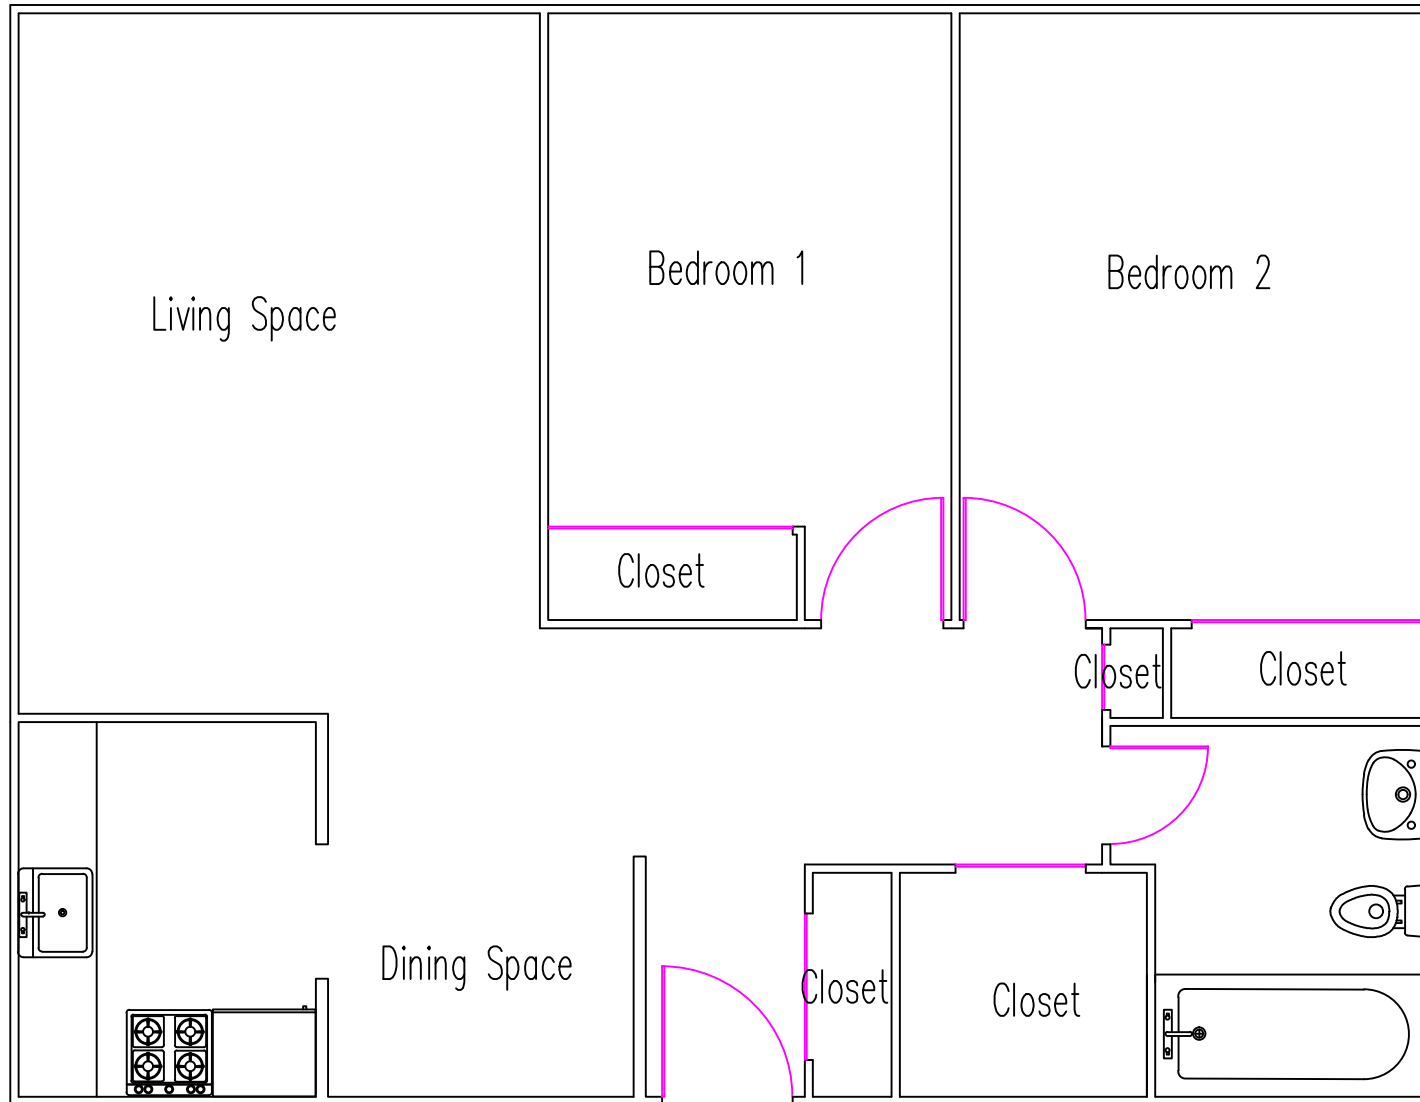 Bedroom 1
Bedroom 2
Living Space
Closet
Closet
Closet
Dining Space
Closet
Closet